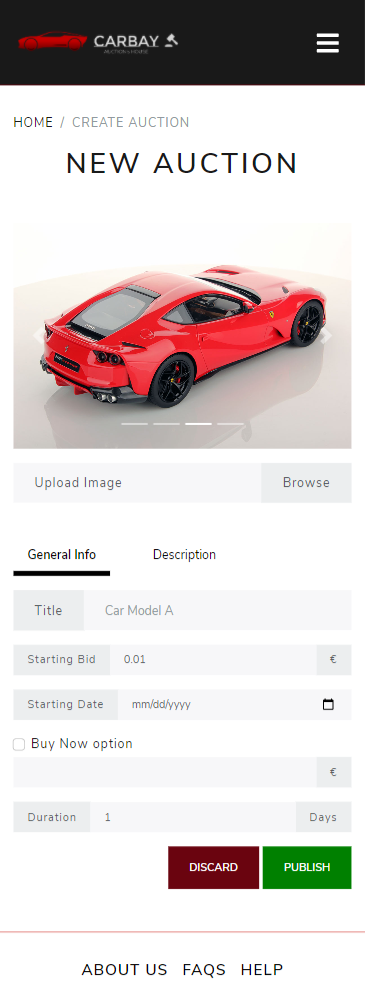 CARBAY
AUCTION HOUSE
HOME / CREATE AUCTION
NEW AUCTION
Upload Image Browse
General Info Description
Title Car Model A
Starting Bid 0.01 €
Starting Date mm/dd/yyyy
Buy Now option
€
Duration 1 Days
DISCARD PUBLISH
ABOUT US FAQS HELP